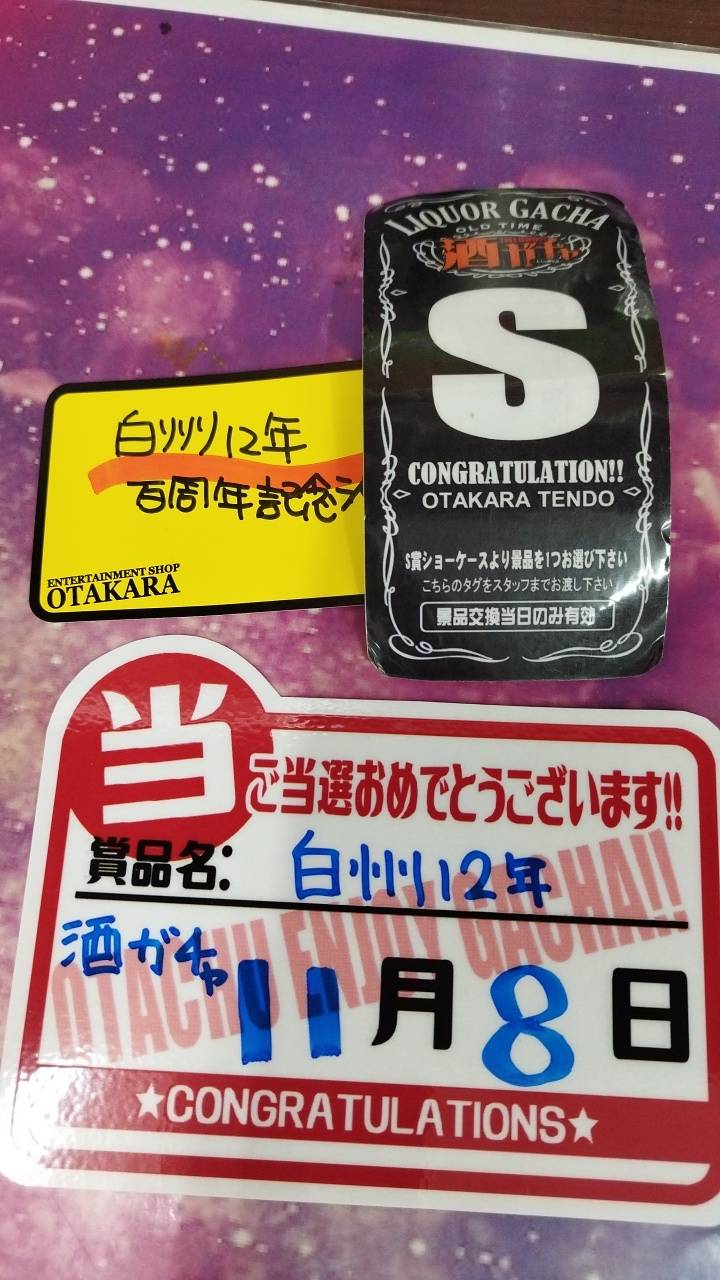 LIQUOR GACHA
OLD TIME
酒ガチャ
S
CONGRATULATION!!
OTAKARA TENDO
S賞ショーケースより景品を1つお選び下さい
こちらのタグをスタッフまでお渡し下さい
景品交換当日のみ有効
白州12年
百周年記念
ENTERTAINMENT SHOP
OTAKARA
当
ご当選おめでとうございます!!
賞品名: 白州12年
OTACHU ENJOY GACHA!!
酒ガチャ
11月8日
★CONGRATULATIONS★